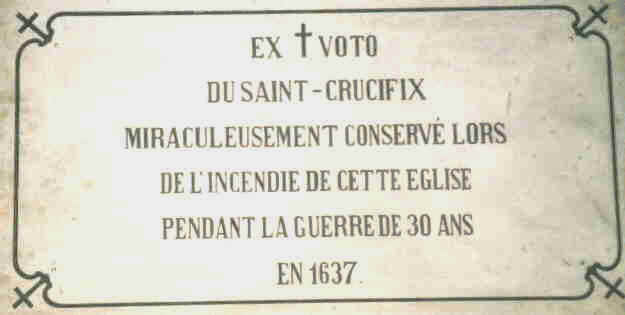 EX † VOTO
DU SAINT-CRUCIFIX
MIRACULEUSEMENT CONSERVÉ LORS
DE L'INCENDIE DE CETTE EGLISE
PENDANT LA GUERRE DE 30 ANS
EN 1637.